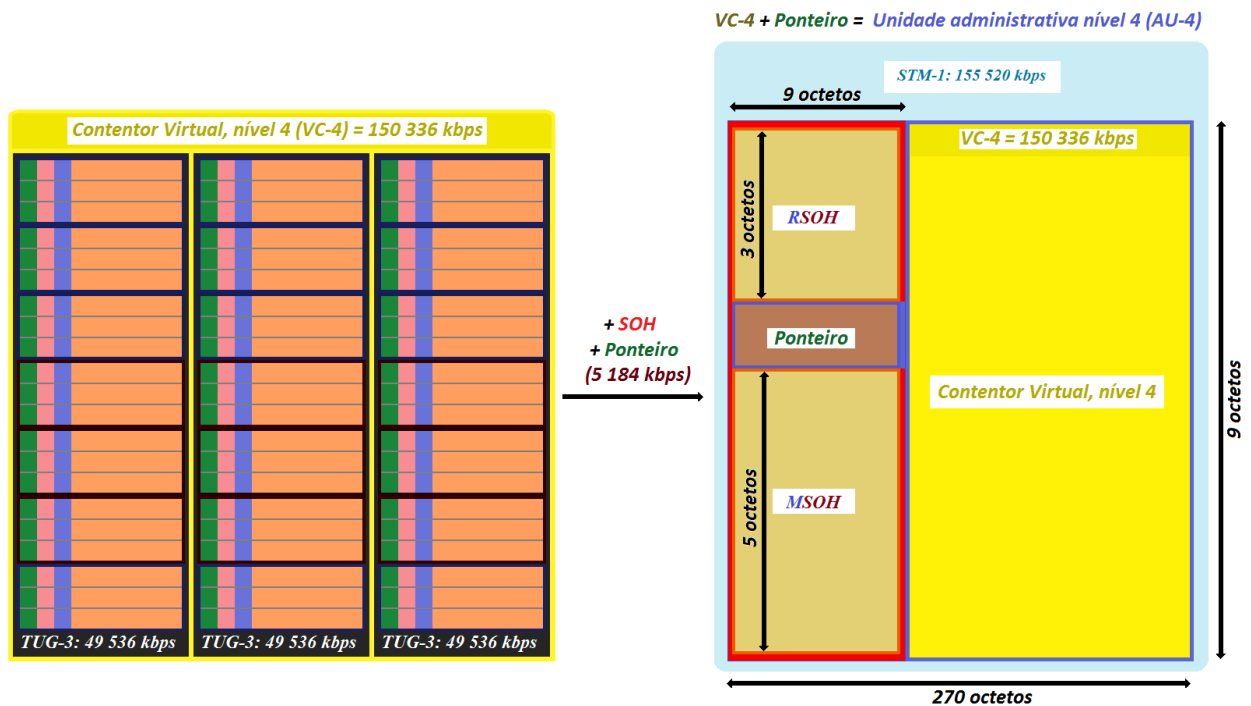 VC-4 + Ponteiro = Unidade administrativa nível 4 (AU-4)
STM-1: 155 520 kbps
9 octetos
Contentor Virtual, nível 4 (VC-4) = 150 336 kbps
VC-4 = 150 336 kbps
3 octetos
RSOH
+ SOH
+ Ponteiro
(5 184 kbps)
Ponteiro
Contentor Virtual, nível 4
9 octetos
5 octetos
MSOH
TUG-3: 49 536 kbps
TUG-3: 49 536 kbps
TUG-3: 49 536 kbps
270 octetos